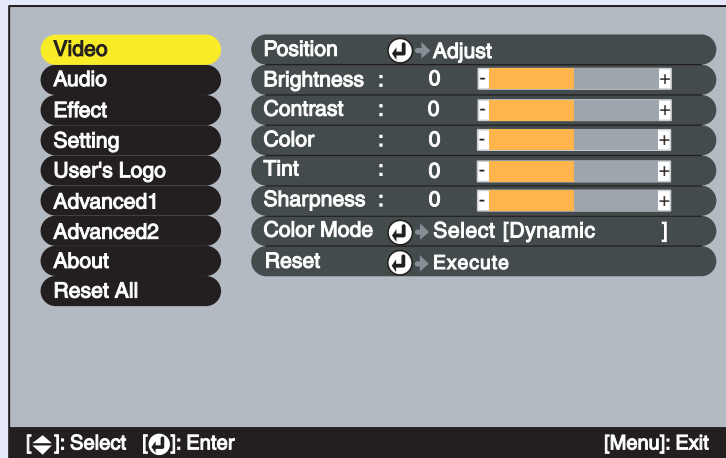 Video
Audio
Effect
Setting
User's Logo
Advanced1
Advanced2
About
Reset All
Position Adjust
Brightness : 0 - +
Contrast : 0 - +
Color : 0 - +
Tint : 0 - +
Sharpness : 0 - +
Color Mode Select [Dynamic ]
Reset Execute
[ ]: Select [ ]: Enter [Menu]: Exit